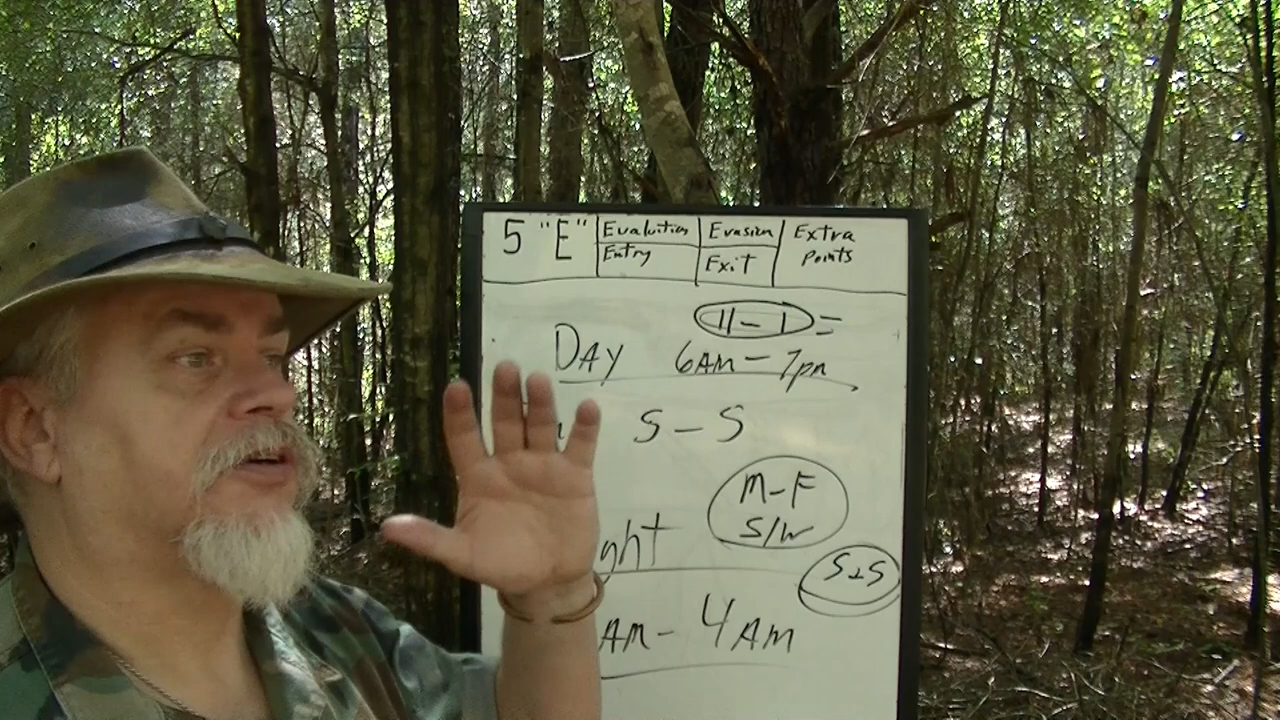 5 "E"
Evaluation
Entry
Evasion
Exit
Extra
Points
11 - 1 =
DAY 6AM - 7pm
S - S
M-F
S/W
ght
S+S
AM - 4AM